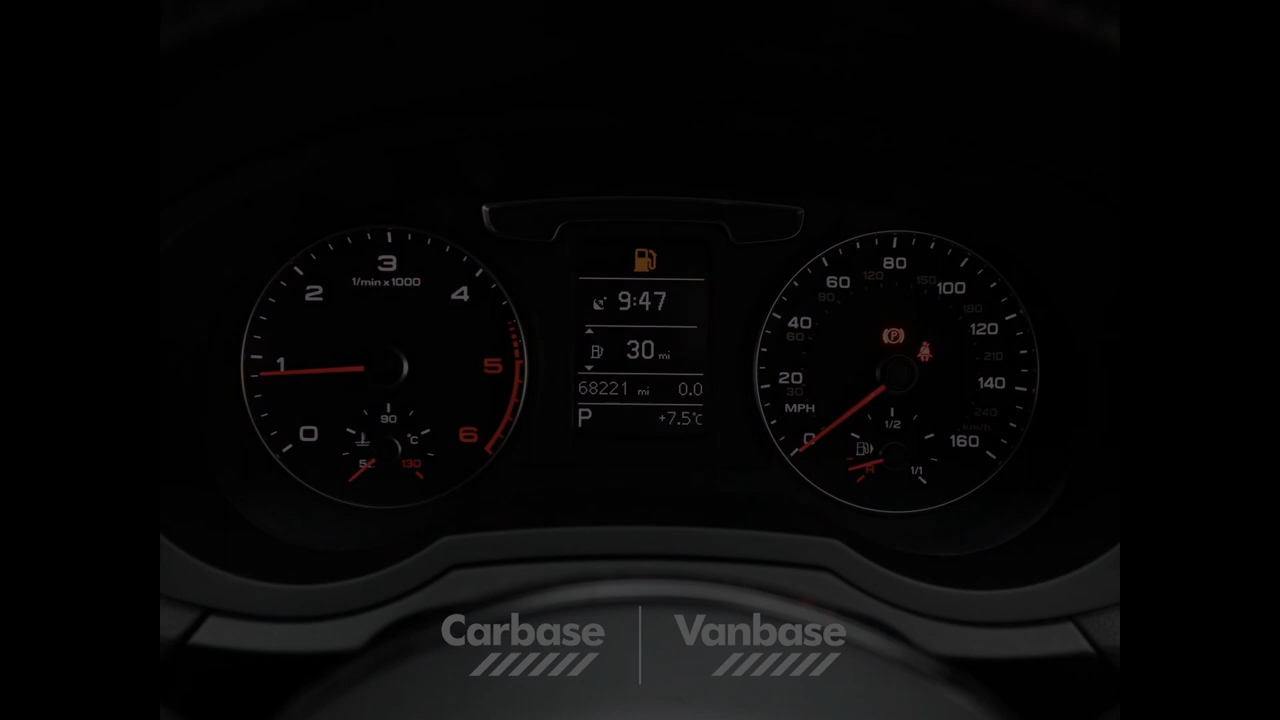 3
1/min x 1000
2
4
1
5
0
6
90
°C
50
130
9:47
30 mi
68221 mi 0.0
P +7.5°C
80
60
120
150
100
90
180
40
60
120
210
20
30
140
MPH
240
km/h
0
160
1/2
R
1/1
(P)
Carbase
Vanbase